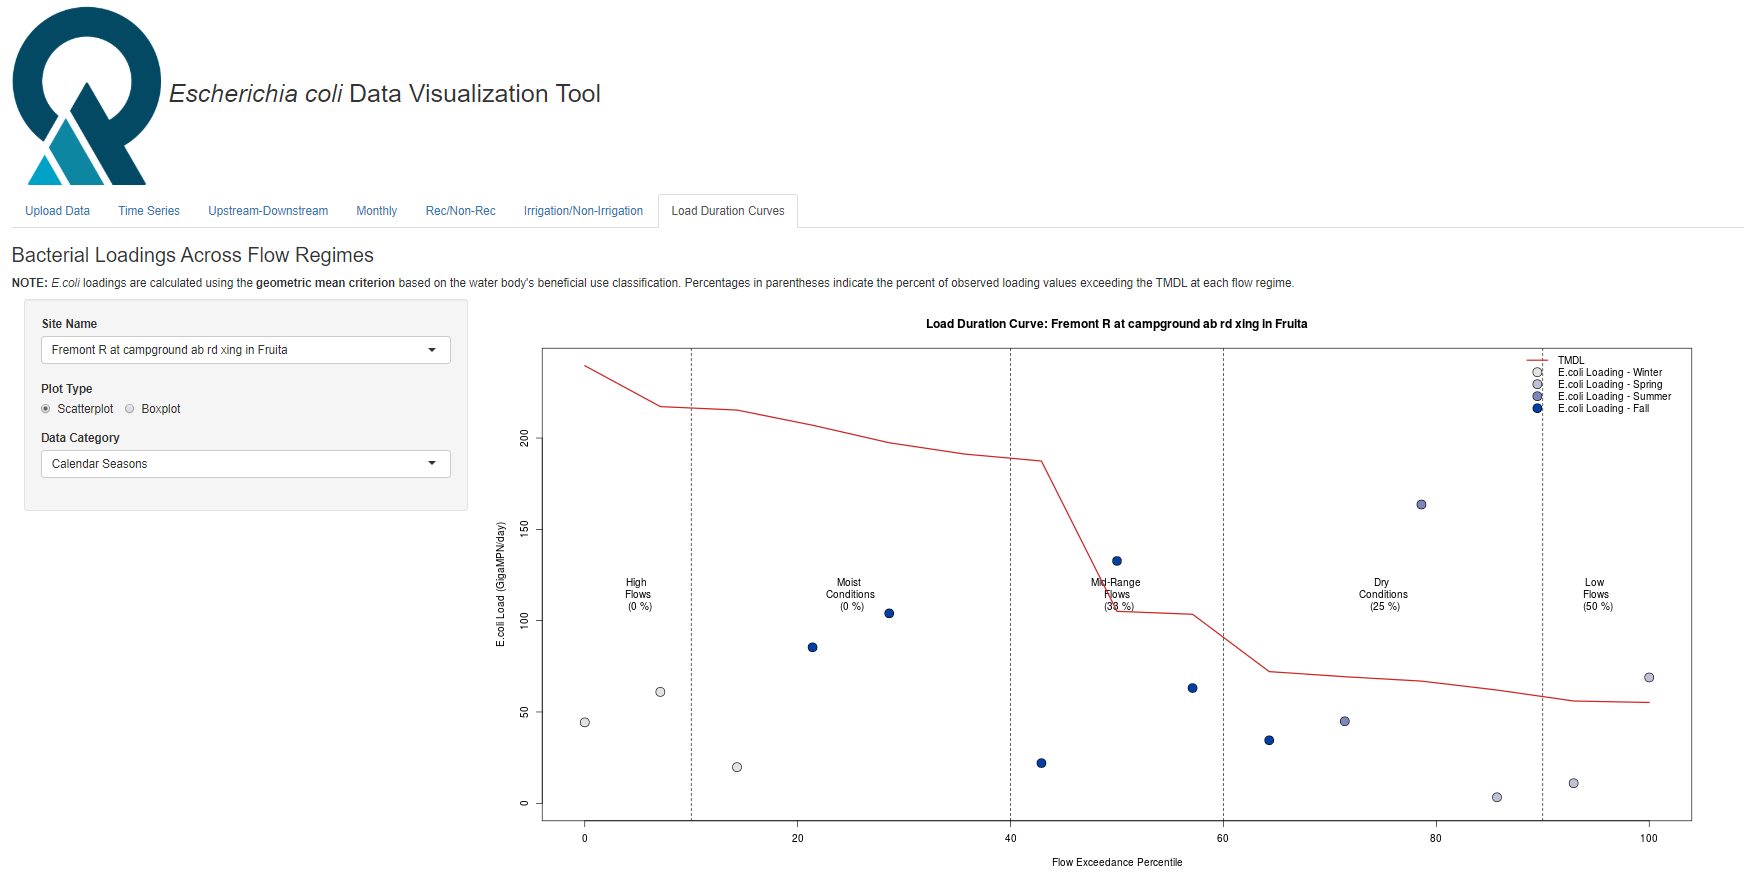 Escherichia coli Data Visualization Tool
Upload Data Time Series Upstream-Downstream Monthly Rec/Non-Rec Irrigation/Non-Irrigation Load Duration Curves
Bacterial Loadings Across Flow Regimes
NOTE: E.coli loadings are calculated using the geometric mean criterion based on the water body's beneficial use classification. Percentages in parentheses indicate the percent of observed loading values exceeding the TMDL at each flow regime.
Site Name
Fremont R at campground ab rd xing in Fruita
Plot Type
Scatterplot Boxplot
Data Category
Calendar Seasons
Load Duration Curve: Fremont R at campground ab rd xing in Fruita
TMDL
E.coli Loading - Winter
E.coli Loading - Spring
E.coli Loading - Summer
E.coli Loading - Fall
E.coli Load (GigaMPN/day)
200
150
100
50
0
High
Flows
(0 %)
Moist
Conditions
(0 %)
Mid-Range
Flows
(33 %)
Dry
Conditions
(25 %)
Low
Flows
(50 %)
0 20 40 60 80 100
Flow Exceedance Percentile